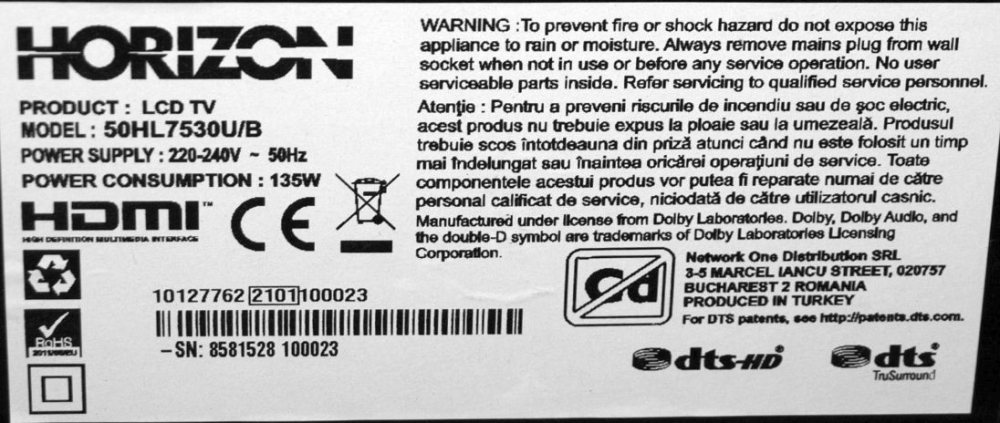 HORIZON
PRODUCT : LCD TV
MODEL : 50HL7530U/B
POWER SUPPLY : 220-240V ~ 50Hz
POWER CONSUMPTION : 135W
HDMI™
HIGH DEFINITION MULTIMEDIA INTERFACE
CE
WARNING : To prevent fire or shock hazard do not expose this
appliance to rain or moisture. Always remove mains plug from wall
socket when not in use or before any service operation. No user
serviceable parts inside. Refer servicing to qualified service personnel.
Atenţie : Pentru a preveni riscurile de incendiu sau de şoc electric,
acest produs nu trebuie expus la ploaie sau la umezeală. Produsul
trebuie scos întotdeauna din priză atunci când nu este folosit un timp
mai îndelungat sau înaintea oricărei operaţiuni de service. Toate
componentele acestui produs vor putea fi reparate numai de către
personal calificat de service, niciodată de către utilizatorul casnic.
Manufactured under license from Dolby Laboratories. Dolby, Dolby Audio, and
the double-D symbol are trademarks of Dolby Laboratories Licensing
Corporation.
10127762 2101 100023
–SN: 8581528 100023
RoHS
2011/65/EU
Cd
Network One Distribution SRL
3-5 MARCEL IANCU STREET, 020757
BUCHAREST 2 ROMANIA
PRODUCED IN TURKEY
For DTS patents, see http://patents.dts.com.
dts-HD®
dts®
TruSurround